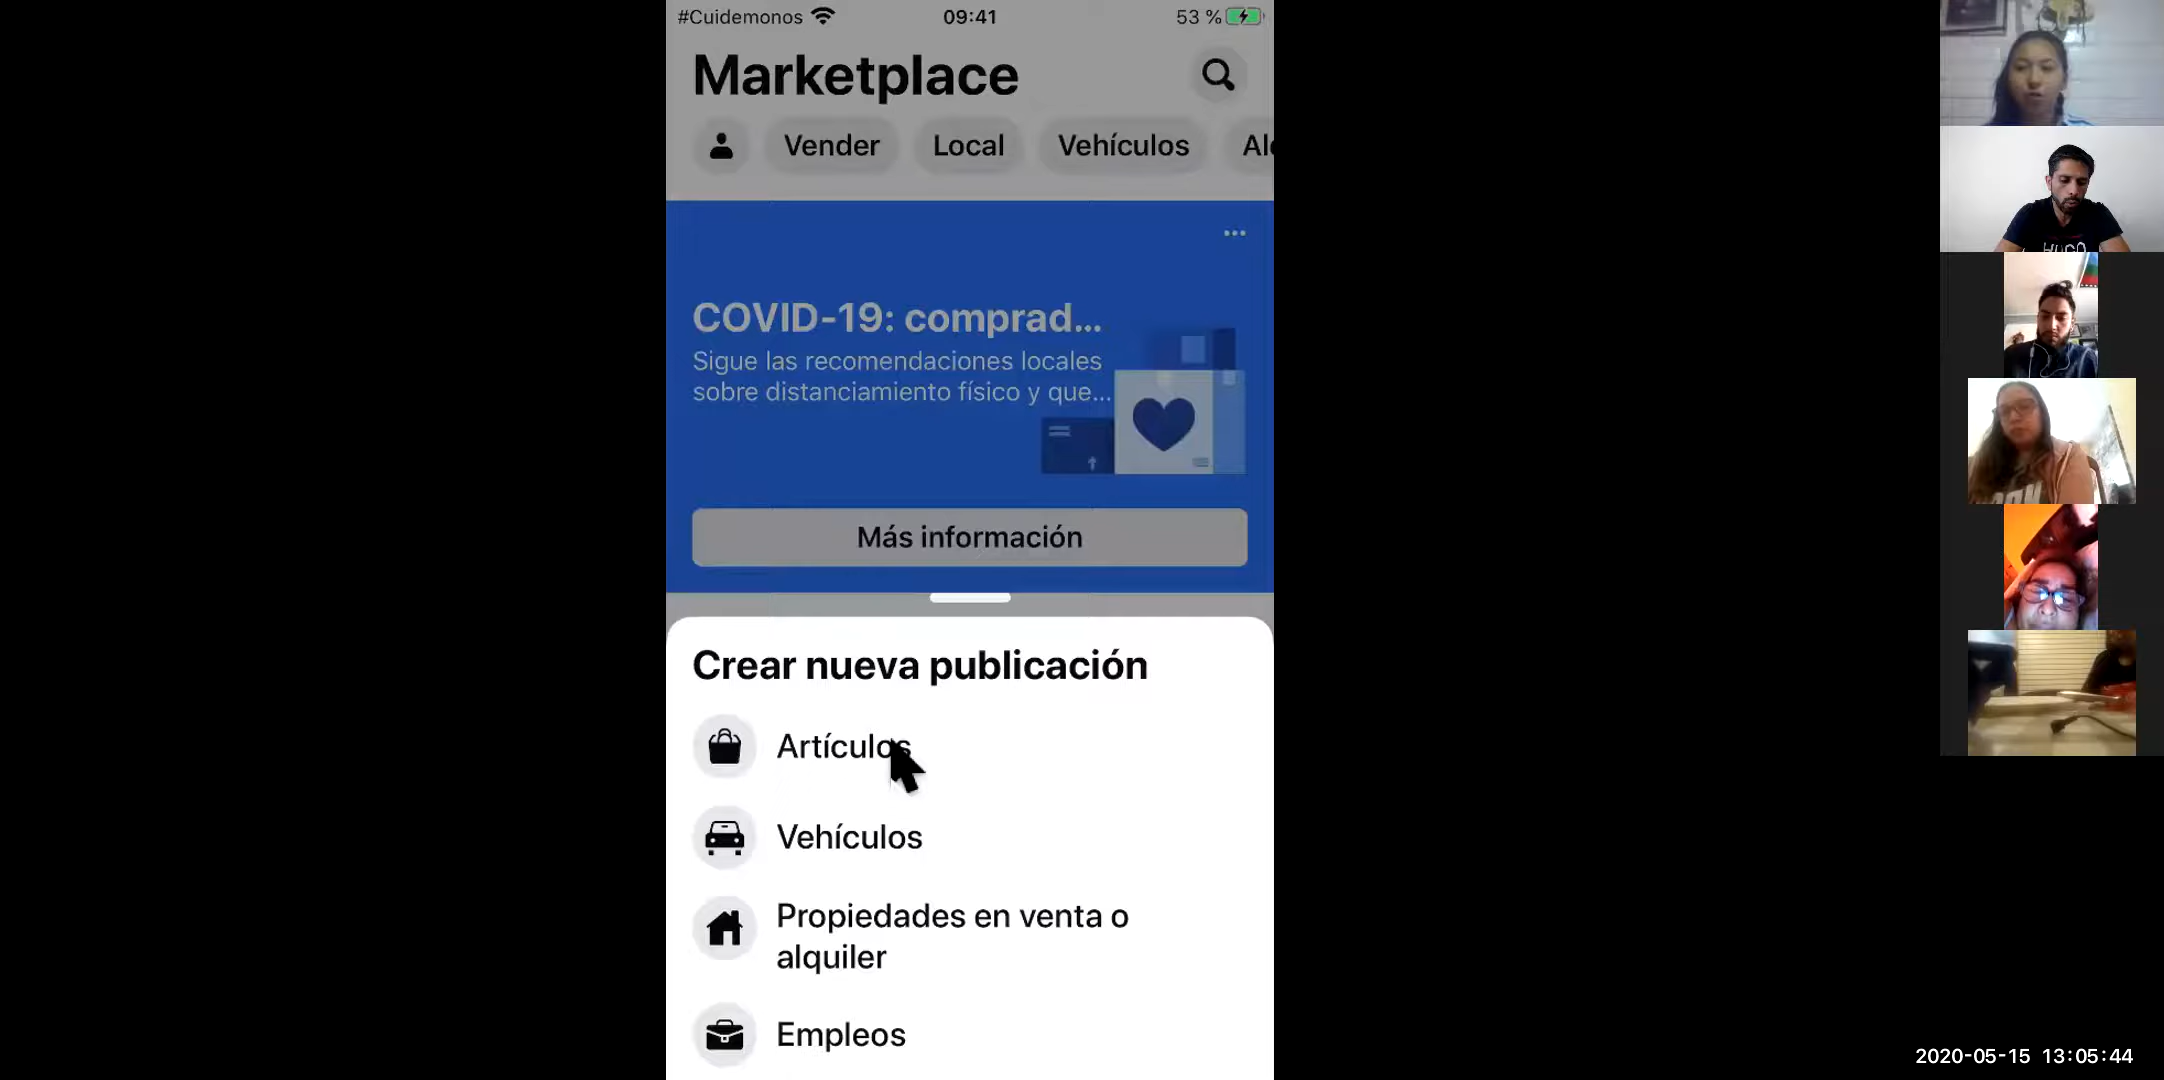 #Cuidemonos 09:41 53 %
Marketplace
Vender Local Vehículos
COVID-19: comprad...
Sigue las recomendaciones locales
sobre distanciamiento físico y que...
Más información
Crear nueva publicación
Artículos
Vehículos
Propiedades en venta o
alquiler
Empleos
HUGO
2020-05-15 13:05:44